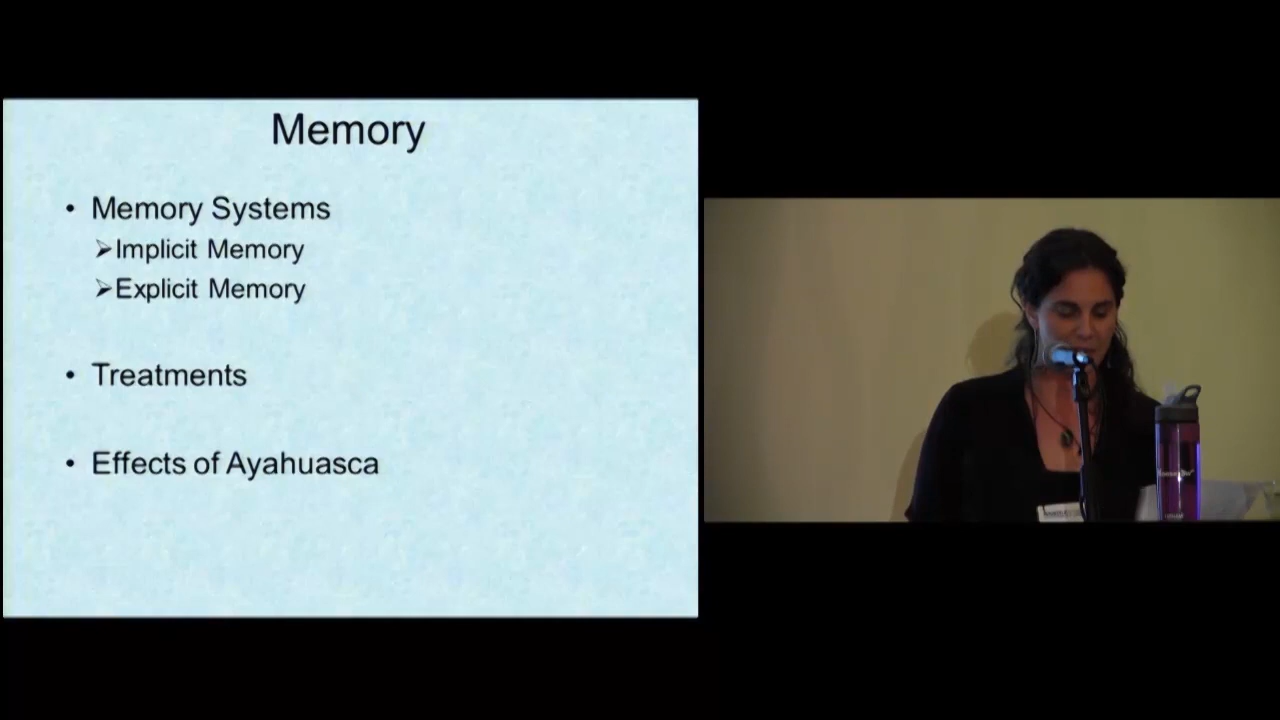 Memory
• Memory Systems
➢Implicit Memory
➢Explicit Memory
• Treatments
• Effects of Ayahuasca